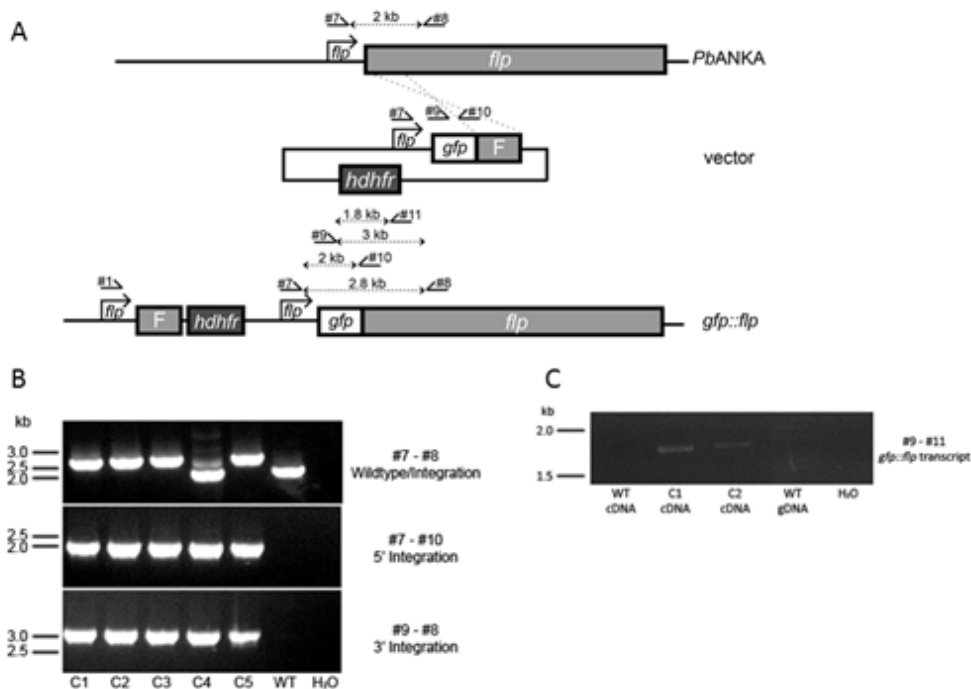 A
#7 2 kb #8
flp flp PbANKA
#7 #9 #10
flp gfp F vector
hdhfr
1.8 kb #11
#9 3 kb
2 kb #10
#1 #7 2.8 kb #8
flp F hdhfr flp gfp flp gfp::flp
B
kb
3.0
2.5
2.0
#7 - #8
Wildtype/Integration
2.5
2.0
#7 - #10
5' Integration
3.0
2.5
#9 - #8
3' Integration
C1 C2 C3 C4 C5 WT H₂O
C
kb
2.0
1.5
#9 - #11
gfp::flp transcript
WT C1 C2 WT H₂O
cDNA cDNA cDNA gDNA